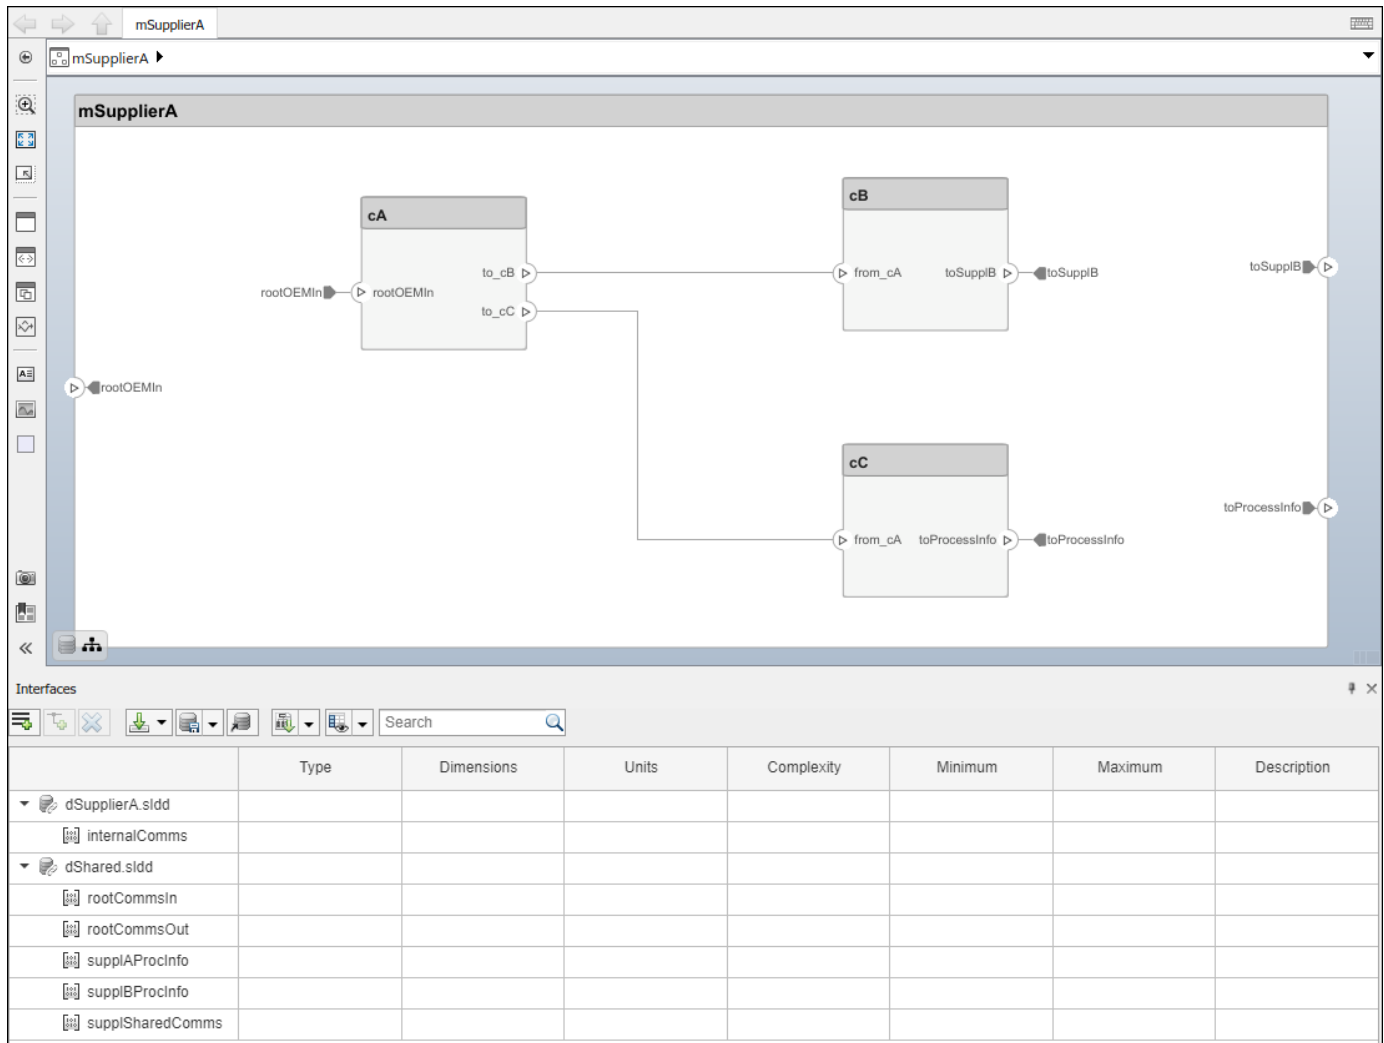 mSupplierA
mSupplierA
mSupplierA
cA
cB
to_cB
from_cA
toSupplB
toSupplB
toSupplB
rootOEMIn
rootOEMIn
to_cC
rootOEMIn
cC
toProcessInfo
from_cA
toProcessInfo
toProcessInfo
Interfaces
Search
Type Dimensions Units Complexity Minimum Maximum Description
dSupplierA.sldd
internalComms
dShared.sldd
rootCommsIn
rootCommsOut
supplAProcInfo
supplBProcInfo
supplSharedComms